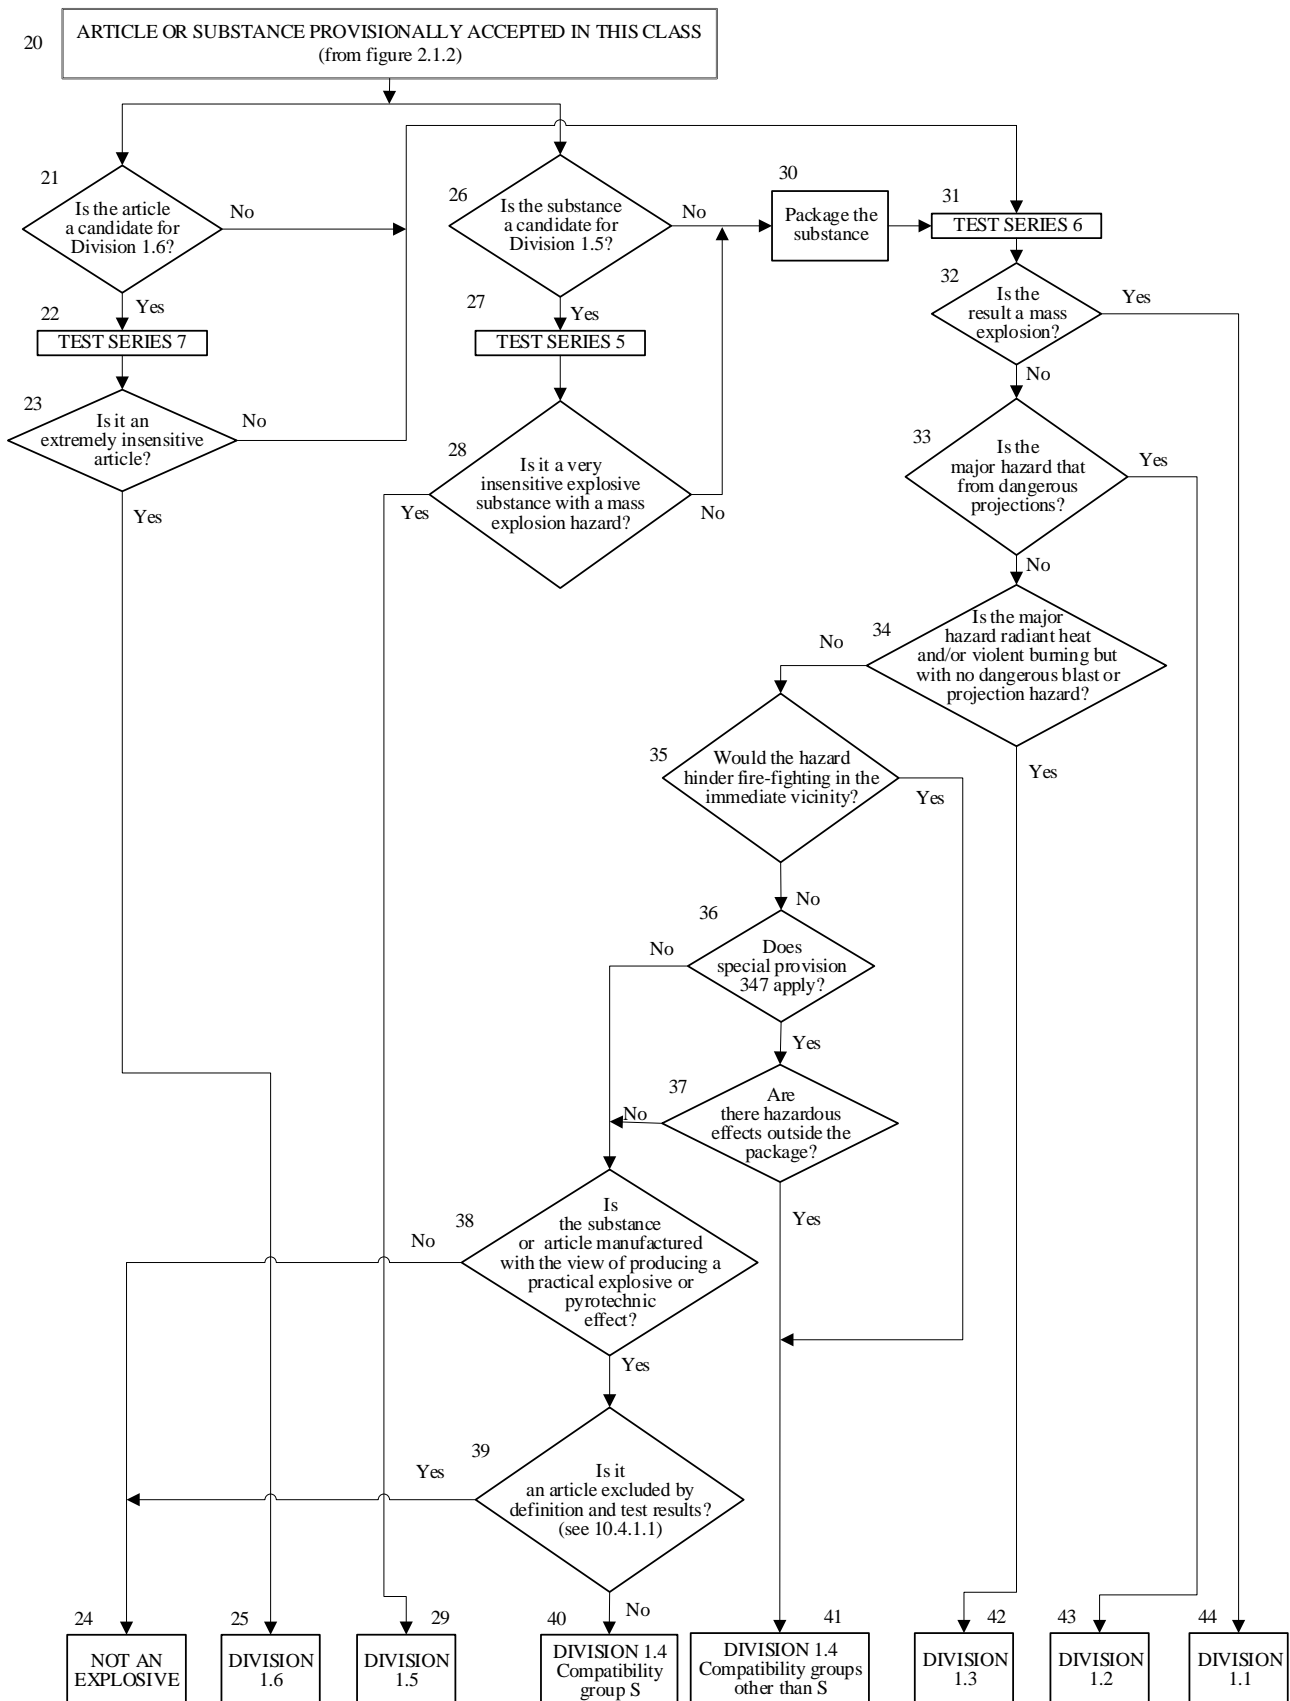 20
ARTICLE OR SUBSTANCE PROVISIONALLY ACCEPTED IN THIS CLASS
(from figure 2.1.2)
21
Is the article
a candidate for
Division 1.6?
No
Yes
22
TEST SERIES 7
23
Is it an
extremely insensitive
article?
No
Yes
26
Is the substance
a candidate for
Division 1.5?
No
Yes
27
TEST SERIES 5
28
Is it a very
insensitive explosive
substance with a mass
explosion hazard?
Yes
No
30
Package the
substance
31
TEST SERIES 6
32
Is the
result a mass
explosion?
Yes
No
33
Is the
major hazard that
from dangerous
projections?
Yes
No
34
Is the major
hazard radiant heat
and/or violent burning but
with no dangerous blast or
projection hazard?
No
Yes
35
Would the hazard
hinder fire-fighting in the
immediate vicinity?
Yes
No
36
Does
special provision
347 apply?
No
Yes
37
Are
there hazardous
effects outside the
package?
No
Yes
38
Is
the substance
or article manufactured
with the view of producing a
practical explosive or
pyrotechnic
effect?
No
Yes
39
Is it
an article excluded by
definition and test results?
(see 10.4.1.1)
Yes
No
24
NOT AN
EXPLOSIVE
25
DIVISION
1.6
29
DIVISION
1.5
40
DIVISION 1.4
Compatibility
group S
41
DIVISION 1.4
Compatibility groups
other than S
42
DIVISION
1.3
43
DIVISION
1.2
44
DIVISION
1.1